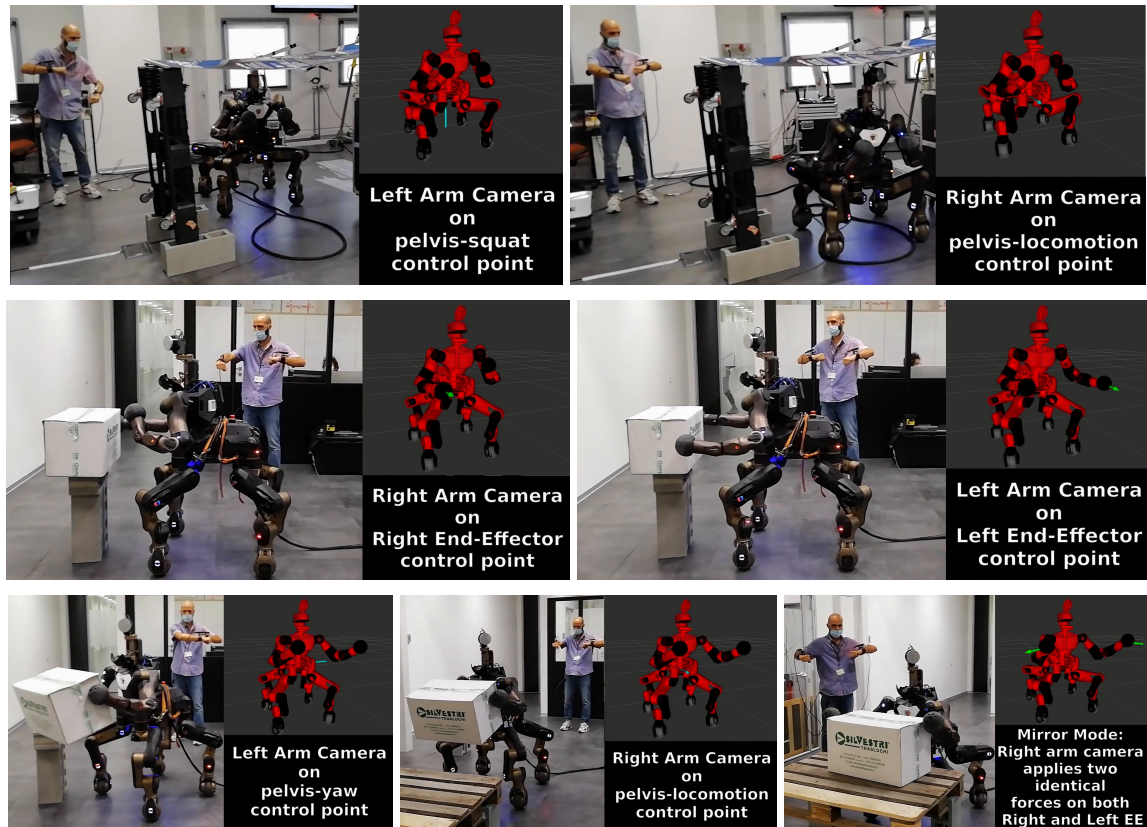 Left Arm Camera
on
pelvis-squat
control point
Right Arm Camera
on
pelvis-locomotion
control point
Right Arm Camera
on
Right End-Effector
control point
Left Arm Camera
on
Left End-Effector
control point
Left Arm Camera
on
pelvis-yaw
control point
SILVESTRI
TRABLOCHI
Right Arm Camera
on
pelvis-locomotion
control point
SILVESTRI
TRABLOCHI
Mirror Mode:
Right arm camera
applies two
identical
forces on both
Right and Left EE